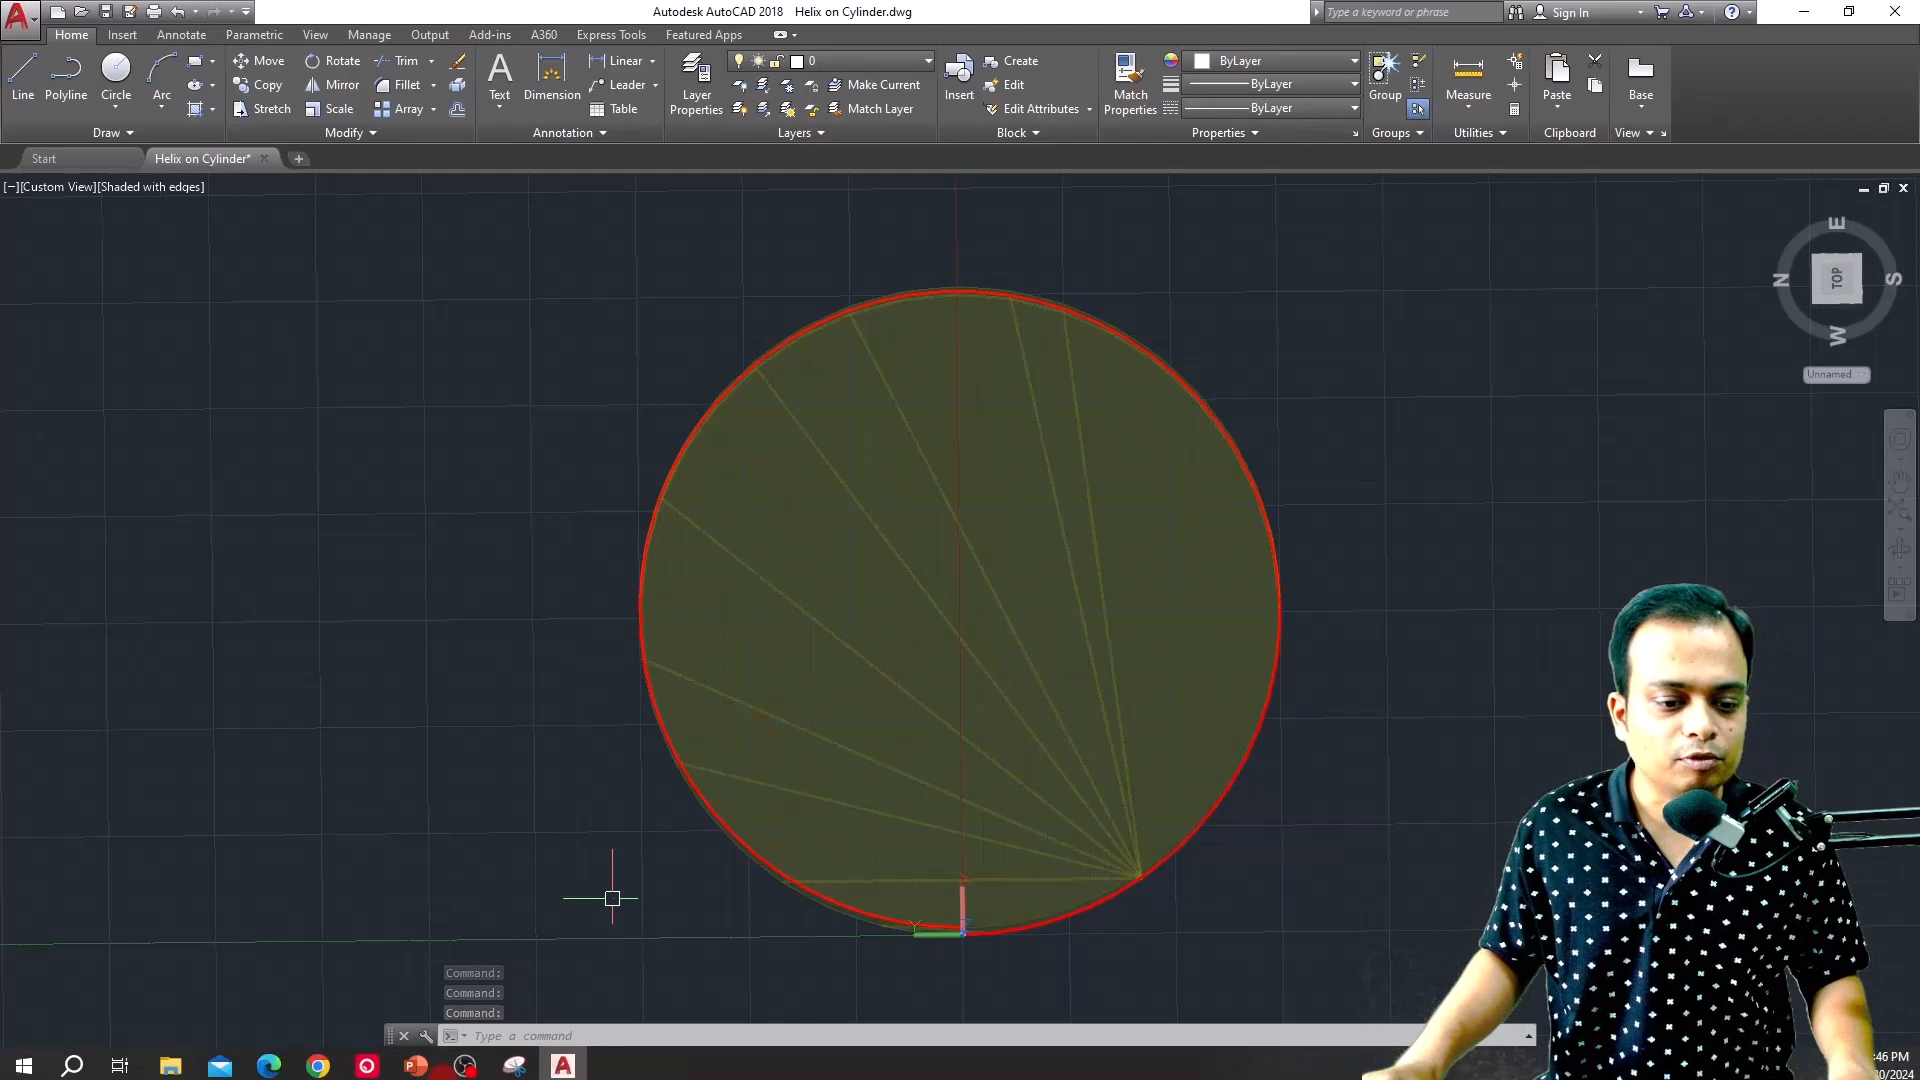 Autodesk AutoCAD 2018 Helix on Cylinder.dwg
Type a keyword or phrase
Sign In
Home Insert Annotate Parametric View Manage Output Add-ins A360 Express Tools Featured Apps
Line Polyline Circle Arc
Draw
Move Rotate Trim
Copy Mirror Fillet
Stretch Scale Array
Modify
Text Dimension
Linear
Leader
Table
Annotation
Layer Properties
0
Make Current
Match Layer
Layers
Insert
Create
Edit
Edit Attributes
Block
Match Properties
ByLayer
ByLayer
ByLayer
Properties
Group
Groups
Measure
Utilities
Paste
Clipboard
Base
View
Start Helix on Cylinder*
[−][Custom View][Shaded with edges]
E
N TOP S
W
Unnamed
Command:
Command:
Command:
Type a command
:46 PM